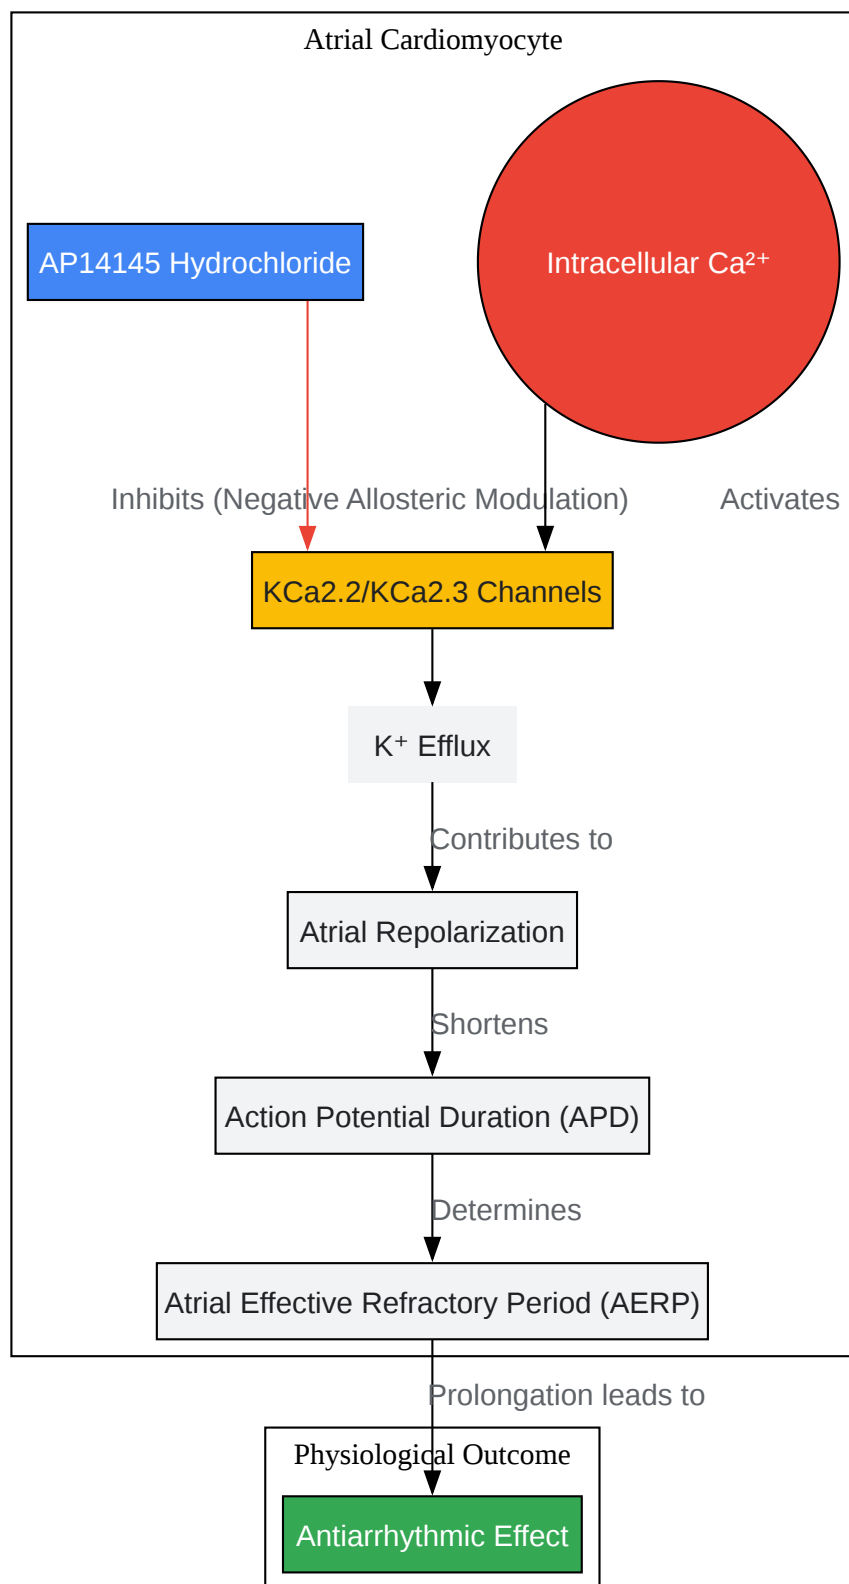 Atrial Cardiomyocyte
AP14145 Hydrochloride
Intracellular Ca²⁺
Inhibits (Negative Allosteric Modulation)
Activates
KCa2.2/KCa2.3 Channels
K⁺ Efflux
Contributes to
Atrial Repolarization
Shortens
Action Potential Duration (APD)
Determines
Atrial Effective Refractory Period (AERP)
Prolongation leads to
Physiological Outcome
Antiarrhythmic Effect